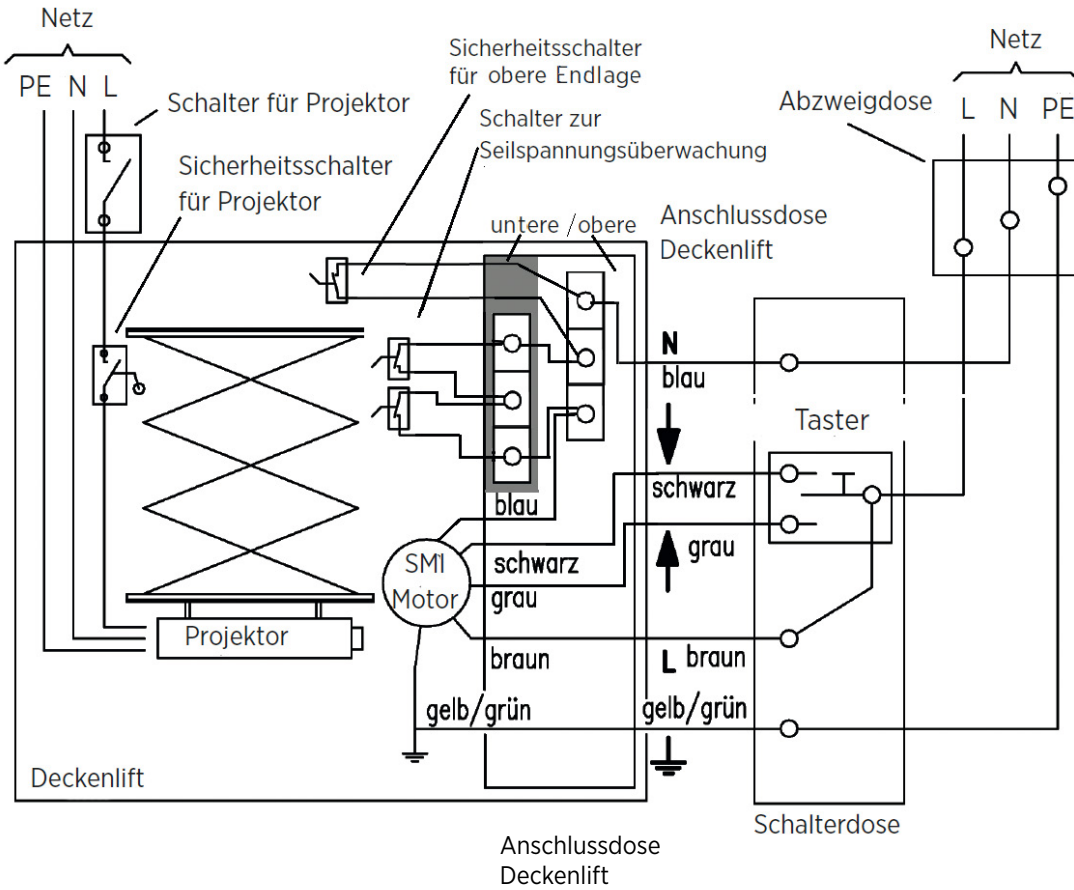 Netz
PE N L
Schalter für Projektor
Sicherheitsschalter
für Projektor
Sicherheitsschalter
für obere Endlage
Schalter zur
Seilspannungsüberwachung
untere /obere
Anschlussdose
Deckenlift
Netz
Abzweigdose
L N PE
N
blau
Taster
schwarz
grau
blau
schwarz
grau
SM1
Motor
braun
L braun
gelb/grün
gelb/grün
Projektor
Deckenlift
Schalterdose
Anschlussdose
Deckenlift